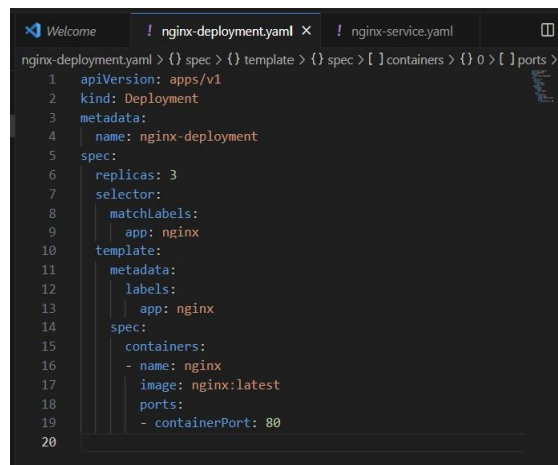 Welcome ! nginx-deployment.yaml × ! nginx-service.yaml
nginx-deployment.yaml > {} spec > {} template > {} spec > [ ] containers > {} 0 > [ ] ports >
1 apiVersion: apps/v1
2 kind: Deployment
3 metadata:
4   name: nginx-deployment
5 spec:
6   replicas: 3
7   selector:
8     matchLabels:
9       app: nginx
10   template:
11     metadata:
12       labels:
13         app: nginx
14     spec:
15       containers:
16       - name: nginx
17         image: nginx:latest
18         ports:
19         - containerPort: 80
20